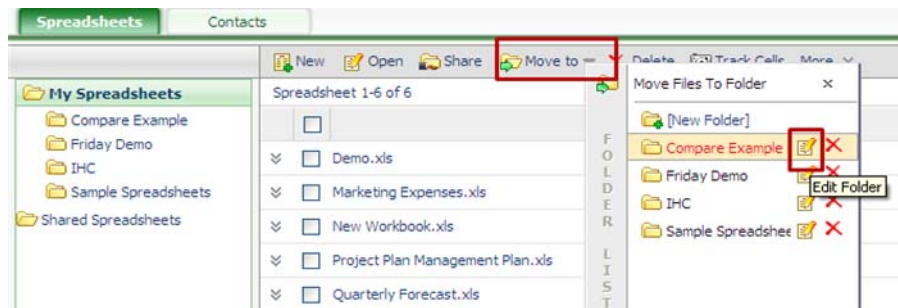 Spreadsheets Contacts
New Open Share Move to Delete Track Cells More
My Spreadsheets
Compare Example
Friday Demo
IHC
Sample Spreadsheets
Shared Spreadsheets
Spreadsheet 1-6 of 6
Demo.xls
Marketing Expenses.xls
New Workbook.xls
Project Plan Management Plan.xls
Quarterly Forecast.xls
FOLDER LIST
Move Files To Folder
[New Folder]
Compare Example
Friday Demo
Edit Folder
IHC
Sample Spreadshee